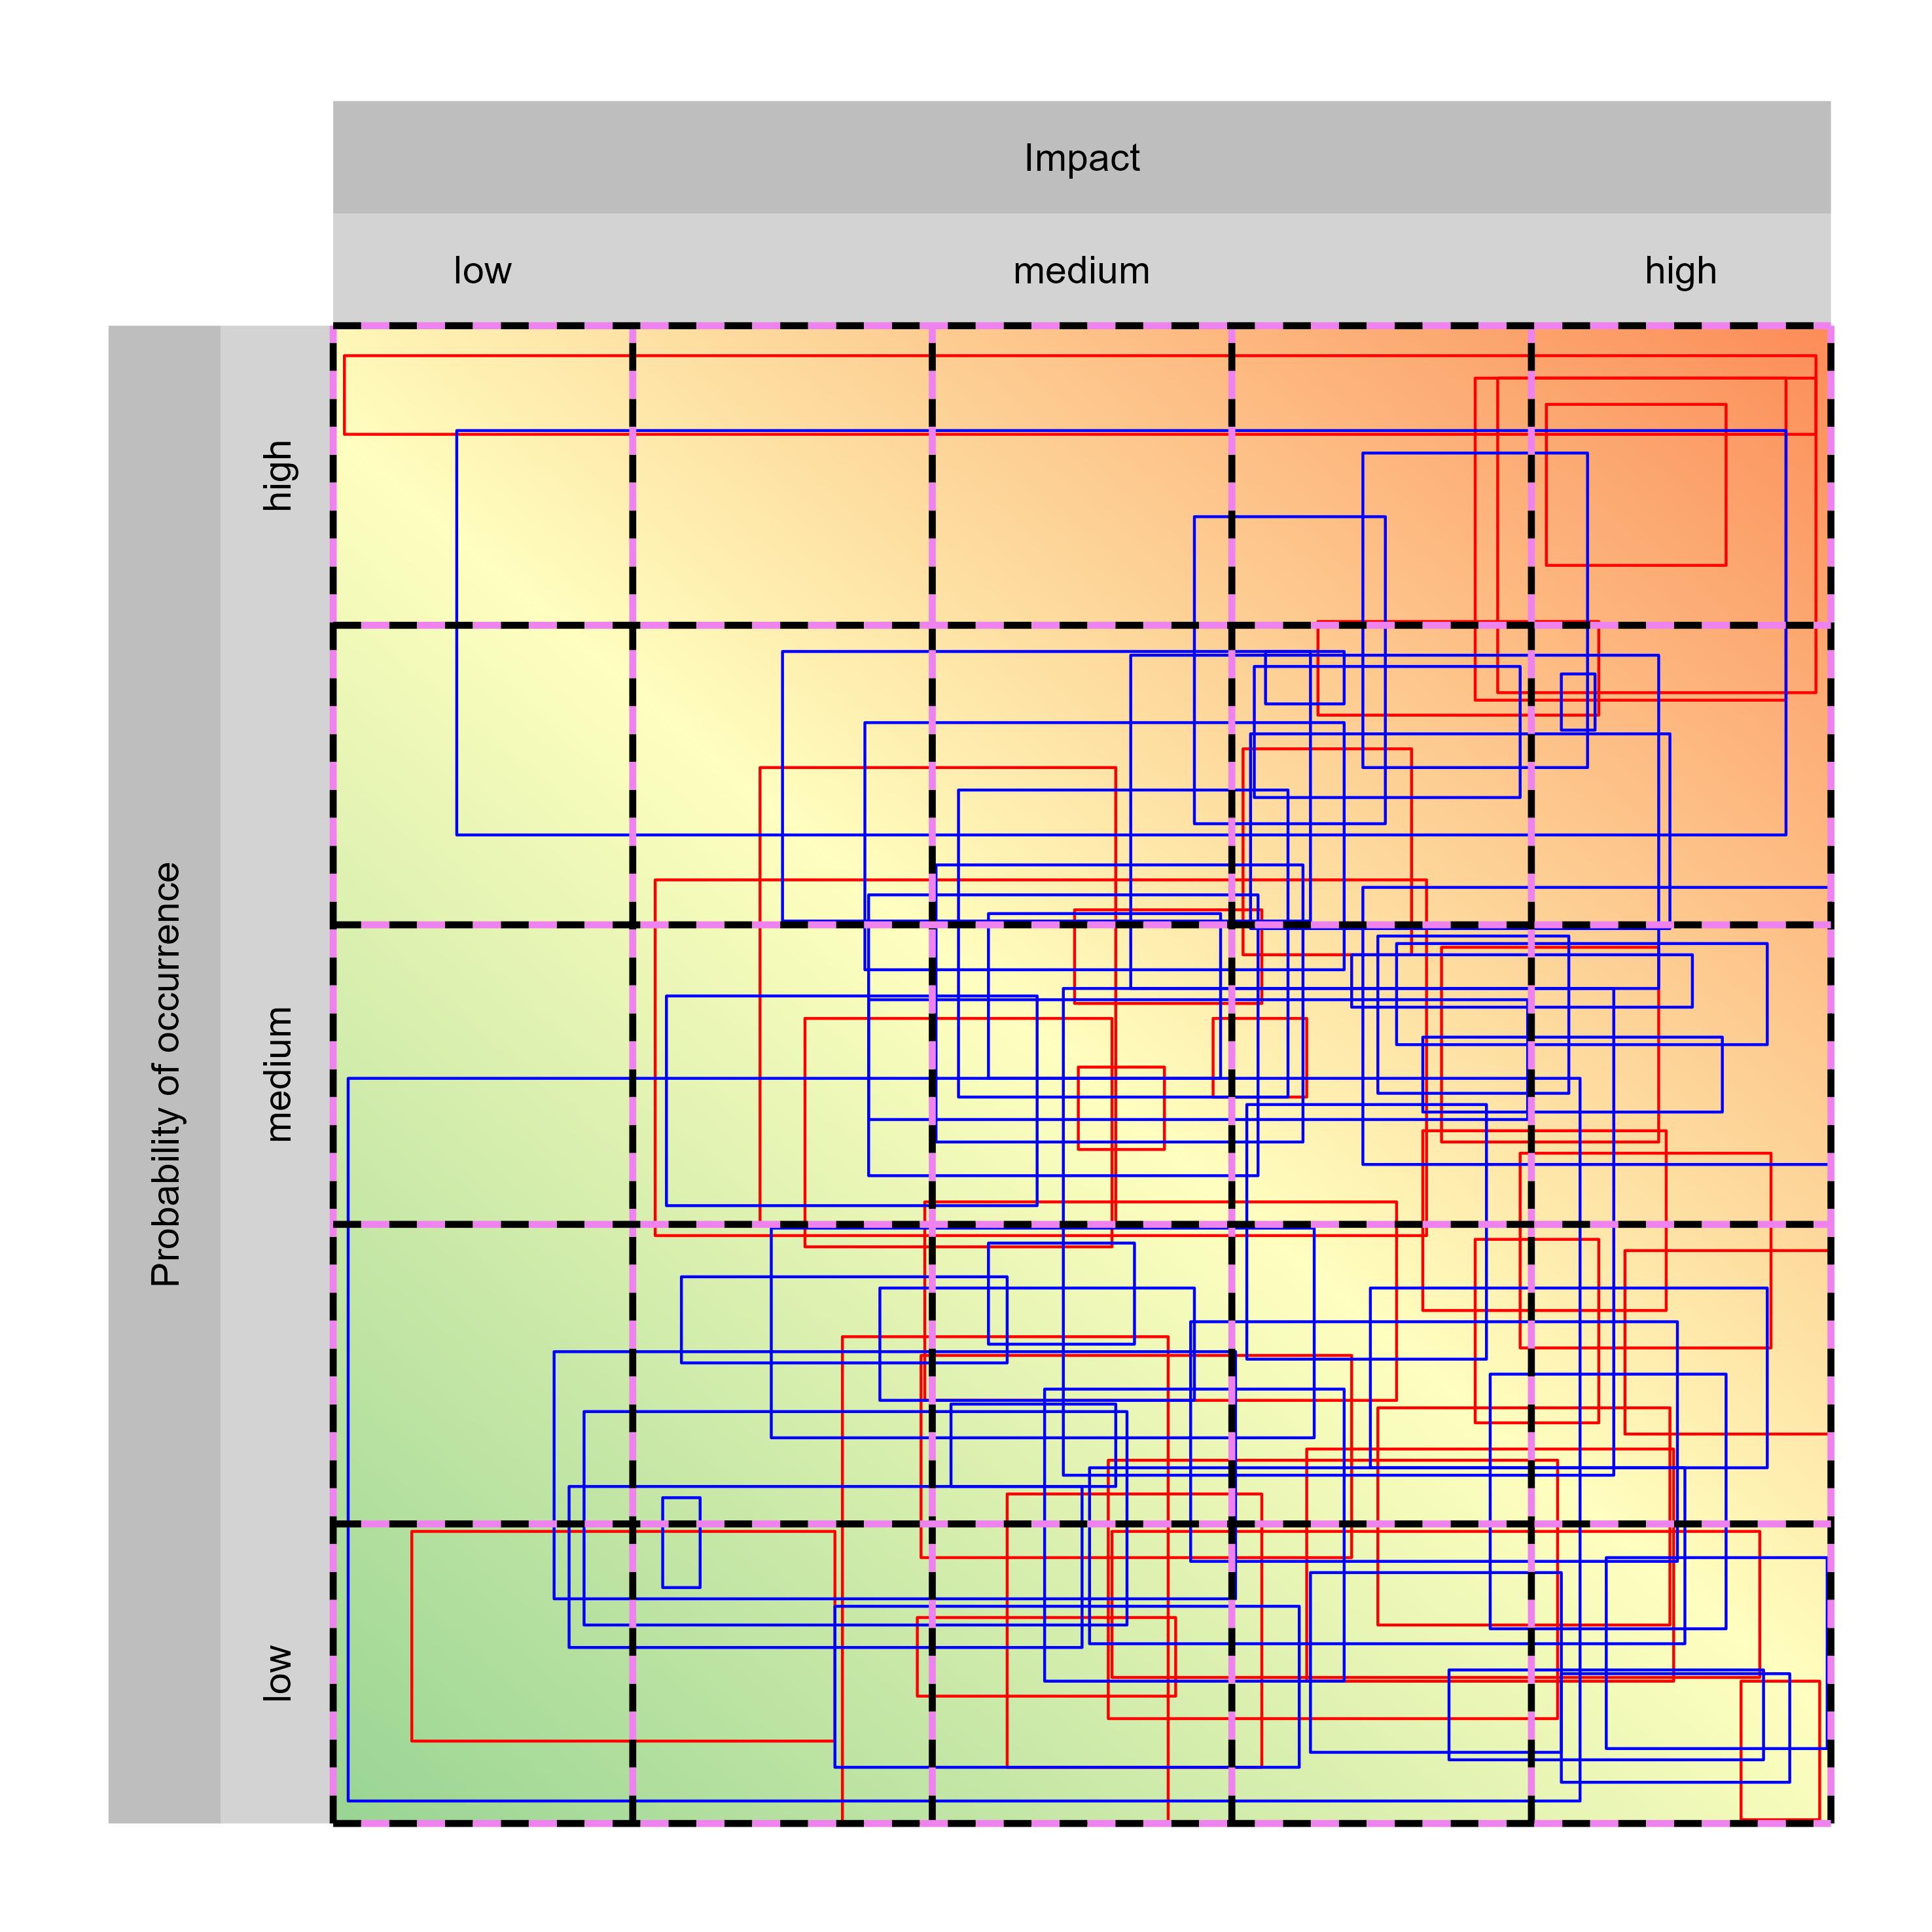 Impact
low
medium
high
Probability of occurrence
high
medium
low